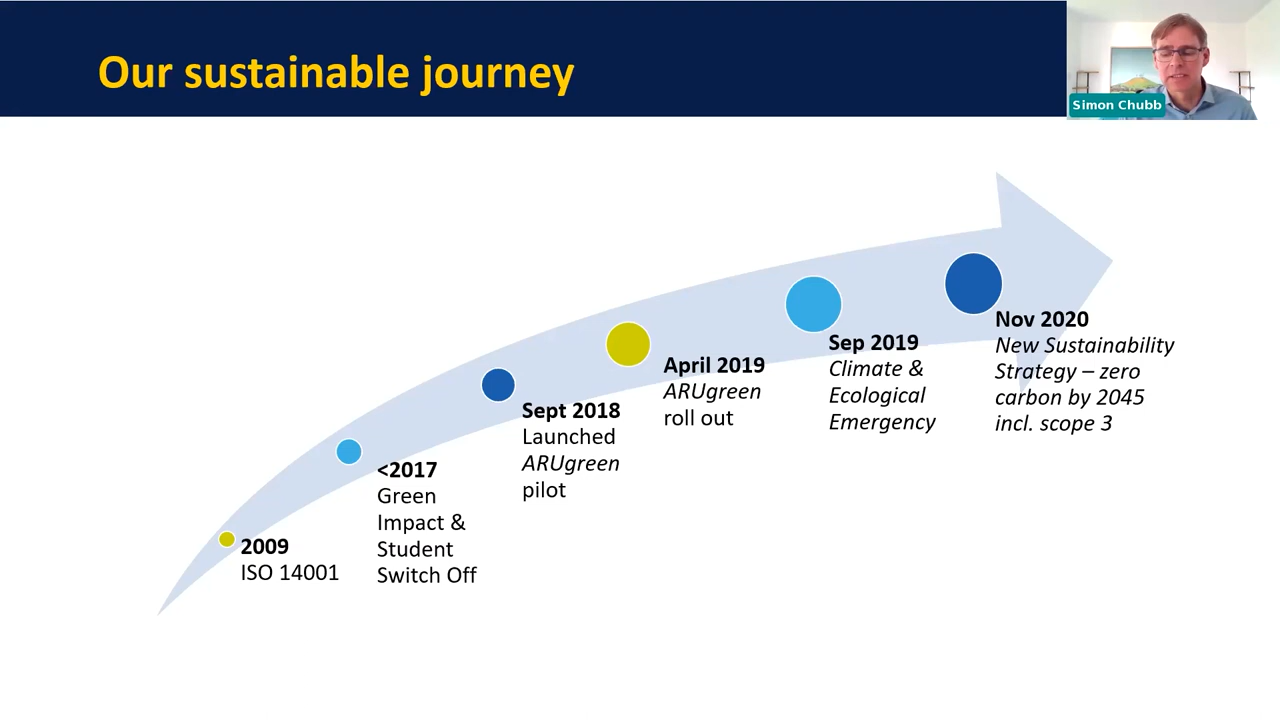 Our sustainable journey
Simon Chubb
2009
ISO 14001
<2017
Green
Impact &
Student
Switch Off
Sept 2018
Launched
ARUgreen
pilot
April 2019
ARUgreen
roll out
Sep 2019
Climate &
Ecological
Emergency
Nov 2020
New Sustainability
Strategy – zero
carbon by 2045
incl. scope 3